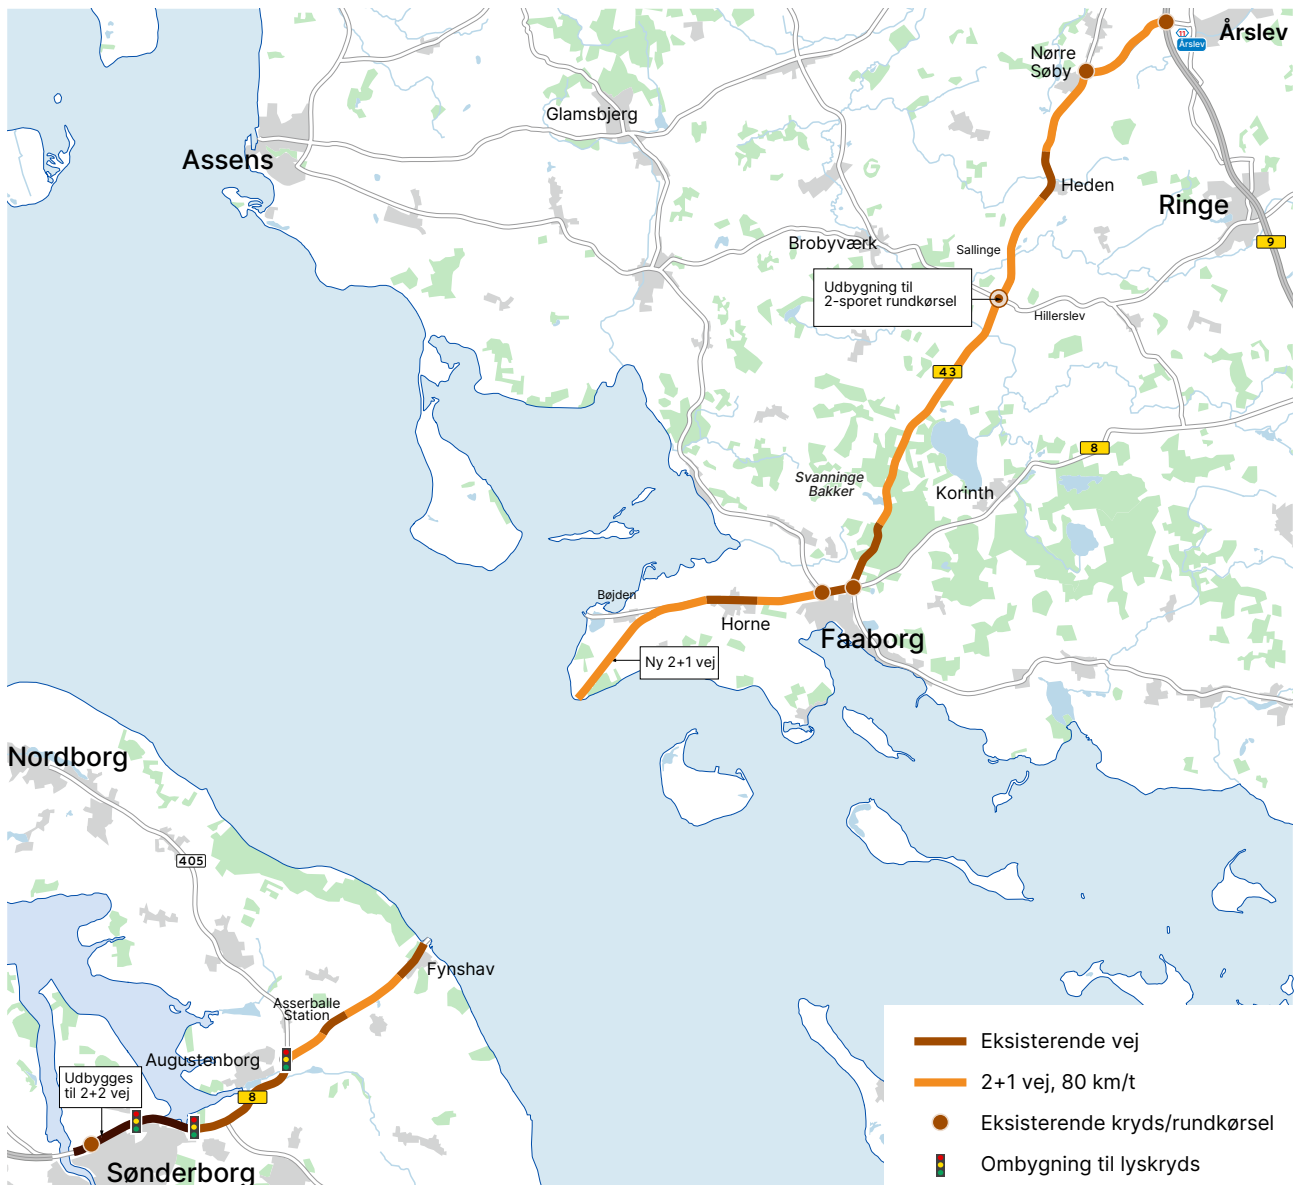 Årslev
11
Årslev
Nørre
Søby
Glamsbjerg
Assens
Heden
Ringe
Brobyværk
Sallinge
9
Udbygning til
2-sporet rundkørsel
Hillerslev
43
8
Svanninge
Bakker
Korinth
Bøjden
Horne
Faaborg
Ny 2+1 vej
Nordborg
405
Fynshav
Asserballe
Station
Augustenborg
Udbygges
til 2+2 vej
8
Sønderborg
Eksisterende vej
2+1 vej, 80 km/t
Eksisterende kryds/rundkørsel
Ombygning til lyskryds